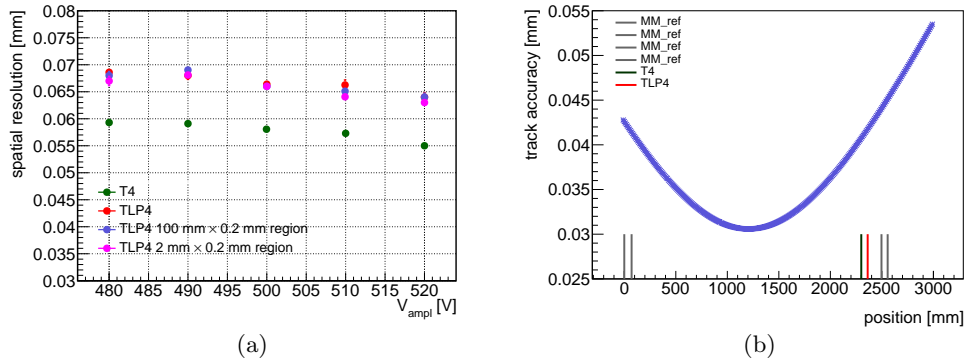 spatial resolution [mm]
0.08
0.075
0.07
0.065
0.06
0.055
0.05
0.045
0.04
0.035
0.03
T4
TLP4
TLP4 100 mm × 0.2 mm region
TLP4 2 mm × 0.2 mm region
480 485 490 495 500 505 510 515 520
V_ampl [V]
(a)
track accuracy [mm]
0.055
0.05
0.045
0.04
0.035
0.03
0.025
MM_ref
MM_ref
MM_ref
MM_ref
T4
TLP4
0 500 1000 1500 2000 2500 3000
position [mm]
(b)